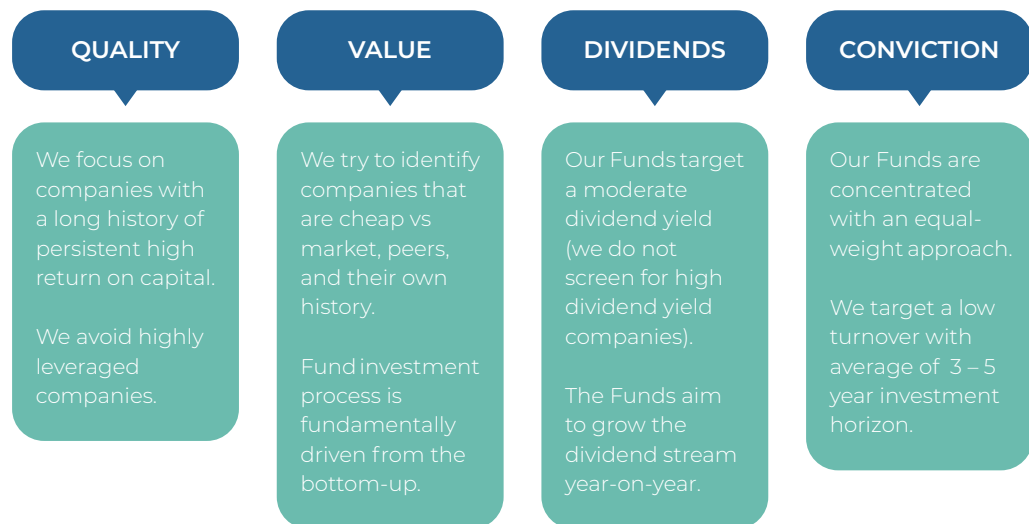 QUALITY
We focus on
companies with
a long history of
persistent high
return on capital.
We avoid highly
leveraged
companies.
VALUE
We try to identify
companies that
are cheap vs
market, peers,
and their own
history.
Fund investment
process is
fundamentally
driven from the
bottom-up.
DIVIDENDS
Our Funds target
a moderate
dividend yield
(we do not
screen for high
dividend yield
companies).
The Funds aim
to grow the
dividend stream
year-on-year.
CONVICTION
Our Funds are
concentrated
with an equal-
weight approach.
We target a low
turnover with
average of 3 – 5
year investment
horizon.